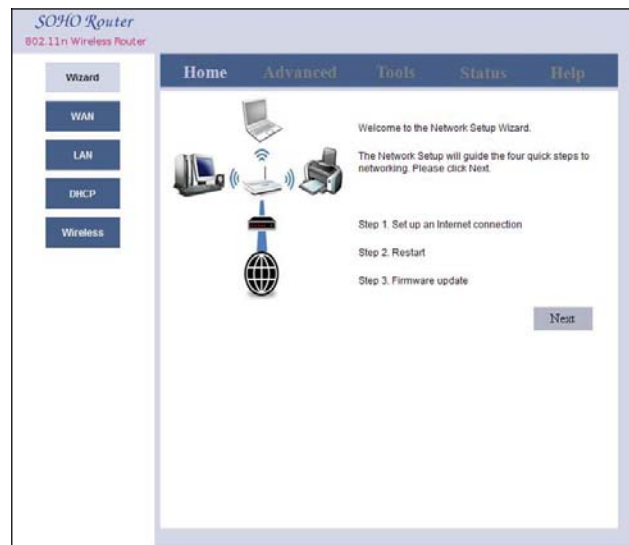 SOHO Router
802.11n Wireless Router
Wizard
WAN
LAN
DHCP
Wireless
Home Advanced Tools Status Help
Welcome to the Network Setup Wizard.
The Network Setup will guide the four quick steps to
networking. Please click Next.
Step 1. Set up an Internet connection
Step 2. Restart
Step 3. Firmware update
Next